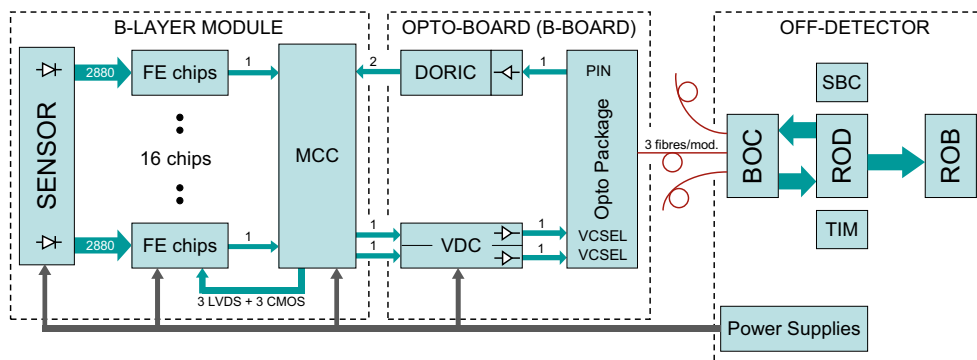 B-LAYER MODULE
OPTO-BOARD (B-BOARD)
OFF-DETECTOR
SENSOR
2880
FE chips
1
16 chips
2880
FE chips
1
MCC
3 LVDS + 3 CMOS
2
DORIC
1
PIN
Opto Package
1
1
VDC
1
1
VCSEL
VCSEL
3 fibres/mod.
BOC
SBC
ROD
TIM
ROB
Power Supplies